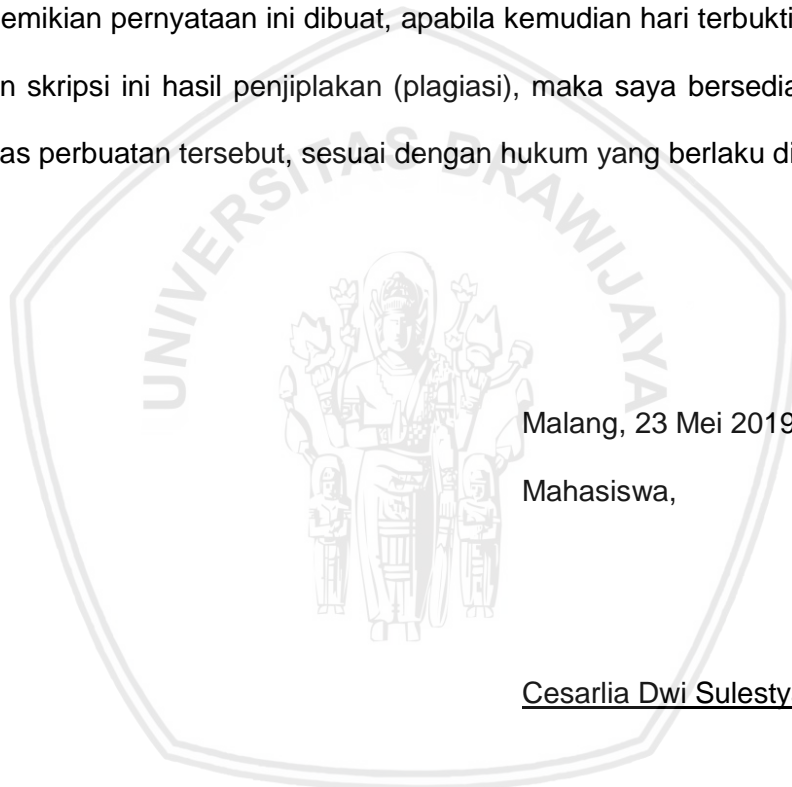 emikian pernyataan ini dibuat, apabila kemudian hari terbukti
n skripsi ini hasil penjiplakan (plagiasi), maka saya bersedia
as perbuatan tersebut, sesuai dengan hukum yang berlaku di
UNIVERSITAS BRAWIJAYA
Malang, 23 Mei 2019
Mahasiswa,
Cesarlia Dwi Sulesty